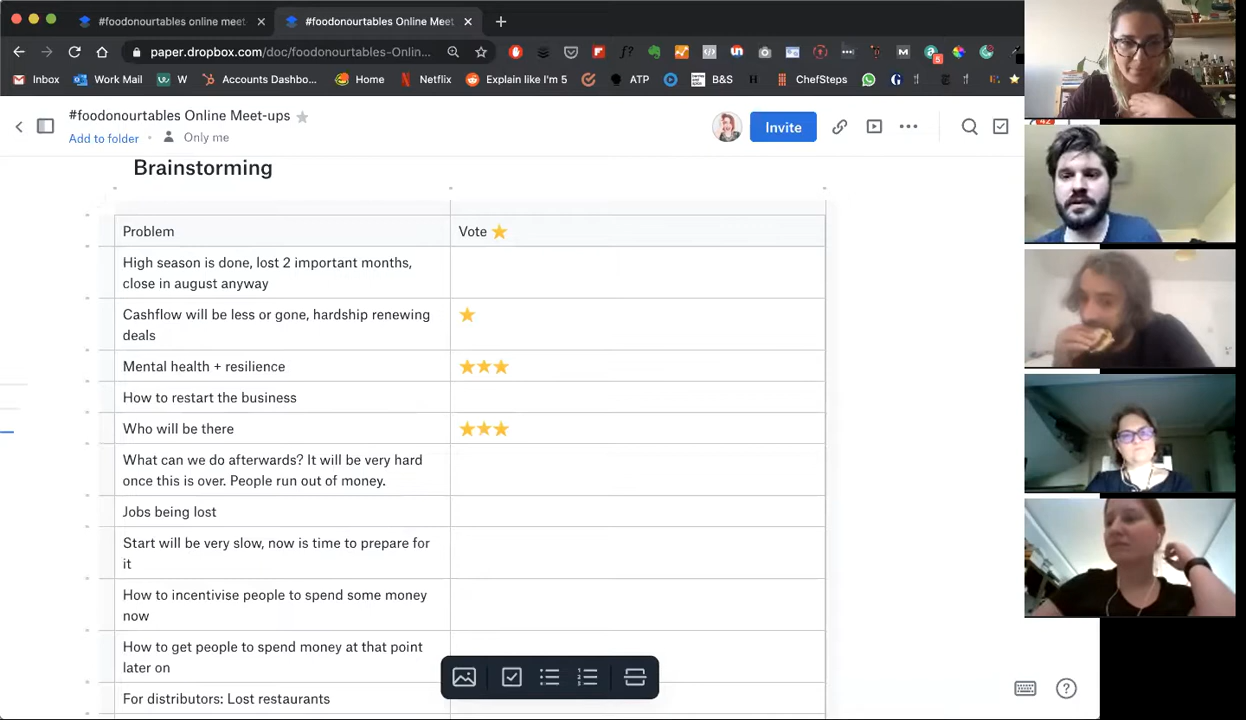 #foodonourtables online meet
#foodonourtables Online Meet
paper.dropbox.com/doc/foodonourtables-Onlin...
5
Inbox
Work Mail
W
Accounts Dashbo...
Home
Netflix
Explain like I'm 5
ATP
B&S
H
ChefSteps
#foodonourtables Online Meet-ups
Add to folder
Only me
Invite
42
Brainstorming
Problem
Vote
High season is done, lost 2 important months,
close in august anyway
Cashflow will be less or gone, hardship renewing
deals
Mental health + resilience
How to restart the business
Who will be there
What can we do afterwards? It will be very hard
once this is over. People run out of money.
Jobs being lost
Start will be very slow, now is time to prepare for
it
How to incentivise people to spend some money
now
How to get people to spend money at that point
later on
For distributors: Lost restaurants